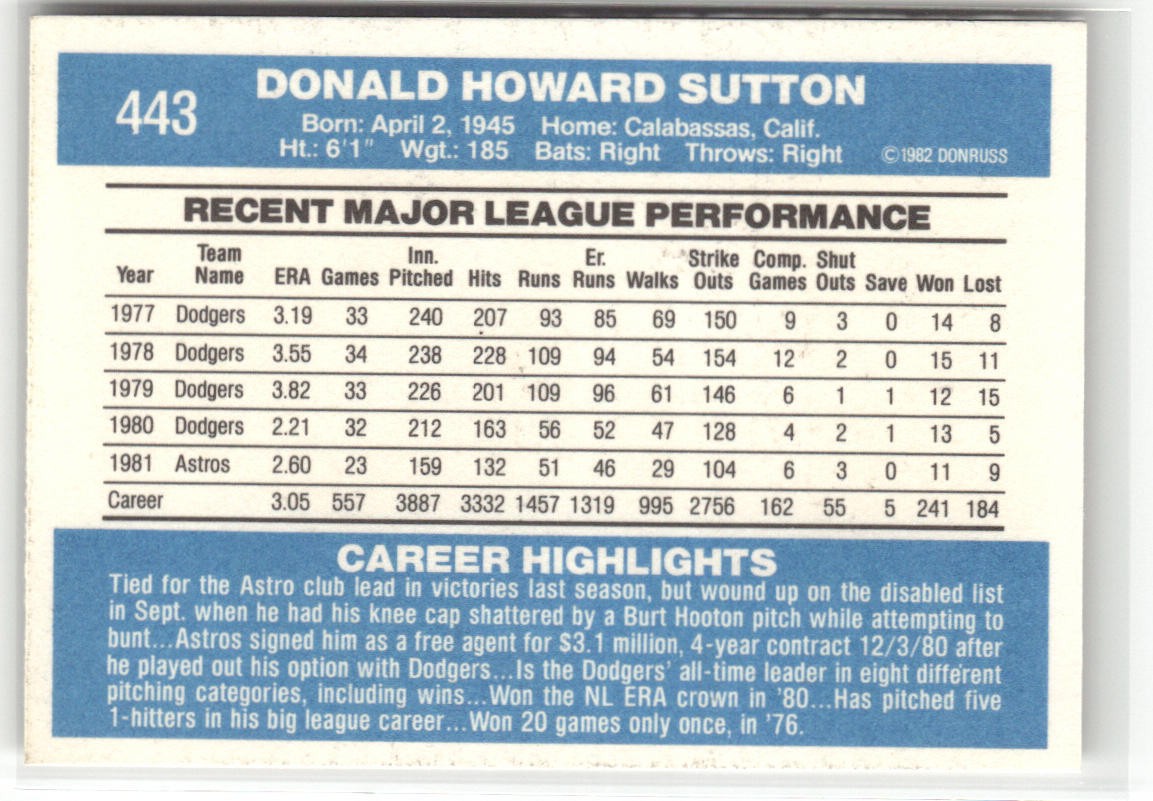 443
DONALD HOWARD SUTTON
Born: April 2, 1945 Home: Calabassas, Calif.
Ht.: 6'1" Wgt.: 185 Bats: Right Throws: Right ©1982 DONRUSS
RECENT MAJOR LEAGUE PERFORMANCE
Year Team Name ERA Games Inn. Pitched Hits Runs Er. Runs Walks Strike Outs Comp. Games Shut Outs Save Won Lost
1977 Dodgers 3.19 33 240 207 93 85 69 150 9 3 0 14 8
1978 Dodgers 3.55 34 238 228 109 94 54 154 12 2 0 15 11
1979 Dodgers 3.82 33 226 201 109 96 61 146 6 1 1 12 15
1980 Dodgers 2.21 32 212 163 56 52 47 128 4 2 1 13 5
1981 Astros 2.60 23 159 132 51 46 29 104 6 3 0 11 9
Career 3.05 557 3887 3332 1457 1319 995 2756 162 55 5 241 184
CAREER HIGHLIGHTS
Tied for the Astro club lead in victories last season, but wound up on the disabled list
in Sept. when he had his knee cap shattered by a Burt Hooton pitch while attempting to
bunt...Astros signed him as a free agent for $3.1 million, 4-year contract 12/3/80 after
he played out his option with Dodgers...Is the Dodgers' all-time leader in eight different
pitching categories, including wins...Won the NL ERA crown in '80...Has pitched five
1-hitters in his big league career...Won 20 games only once, in '76.